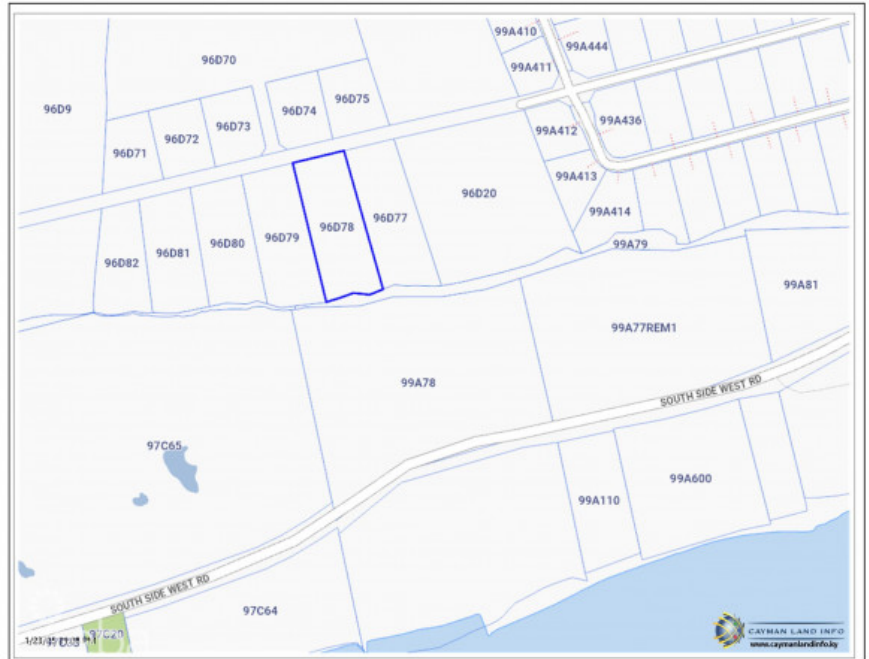 99A410
99A444
96D70
99A411
96D9
96D75
96D74
96D73
96D72
96D71
99A436
99A412
99A413
96D20
96D77
96D78
96D79
96D80
96D81
96D82
99A414
99A79
99A81
99A77REM1
99A78
SOUTH SIDE WEST RD
97C65
99A600
99A110
SOUTH SIDE WEST RD
97C64
97C20
CAYMAN LAND INFO
www.caymanlandinfo.ky